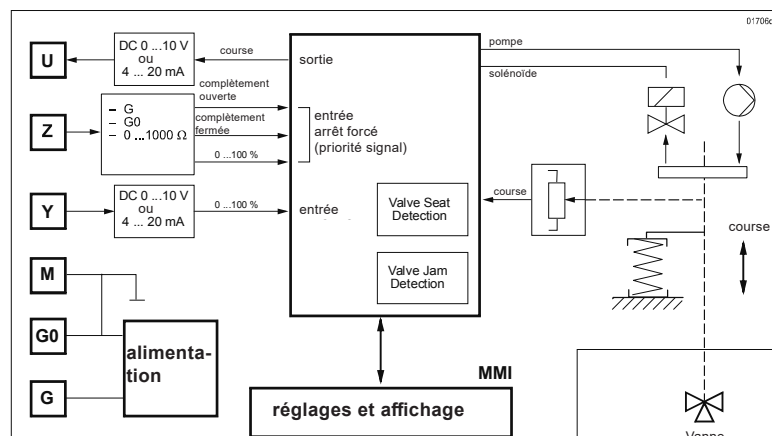 01706c
U
DC 0 ...10 V
ou
4 ... 20 mA
course
sortie
pompe
solénoïde
Z
– G
– G0
– 0 ...1000 Ω
complètement
ouverte
complètement
fermée
0 ...100 %
entrée
arrêt forcé
(priorité signal)
Y
DC 0 ...10 V
ou
4 ... 20 mA
0 ...100 %
entrée
Valve Seat
Detection
Valve Jam
Detection
course
course
M
G0
G
alimenta-
tion
MMI
réglages et affichage